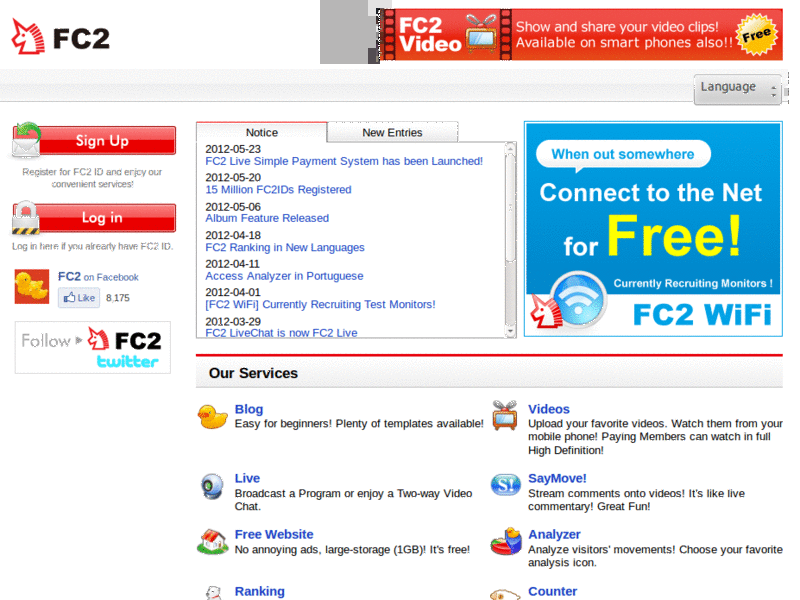 FC2
FC2
Video
Show and share your video clips!
Available on smart phones also!!
Free
Language
Sign Up
Register for FC2 ID and enjoy our
convenient services!
Log in
Log in here if you already have FC2 ID.
FC2 on Facebook
Like
8,175
Follow
FC2
twitter
Notice
New Entries
2012-05-23
FC2 Live Simple Payment System has been Launched!
2012-05-20
15 Million FC2IDs Registered
2012-05-06
Album Feature Released
2012-04-18
FC2 Ranking in New Languages
2012-04-11
Access Analyzer in Portuguese
2012-04-01
[FC2 WiFi] Currently Recruiting Test Monitors!
2012-03-29
FC2 LiveChat is now FC2 Live
When out somewhere
Connect to the Net
for Free!
Currently Recruiting Monitors !
FC2 WiFi
Our Services
Blog
Easy for beginners! Plenty of templates available!
Videos
Upload your favorite videos. Watch them from your
mobile phone! Paying Members can watch in full
High Definition!
Live
Broadcast a Program or enjoy a Two-way Video
Chat.
SayMove!
Stream comments onto videos! It's like live
commentary! Great Fun!
Free Website
No annoying ads, large-storage (1GB)! It's free!
Analyzer
Analyze visitors' movements! Choose your favorite
analysis icon.
Ranking
Counter